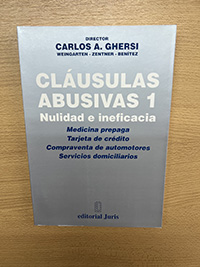 DIRECTOR
CARLOS A. GHERSI
WEINGARTEN - ZENTNER - BENÍTEZ
CLÁUSULAS
ABUSIVAS 1
Nulidad e ineficacia
Medicina prepaga
Tarjeta de crédito
Compraventa de automotores
Servicios domiciliarios
editorial Juris